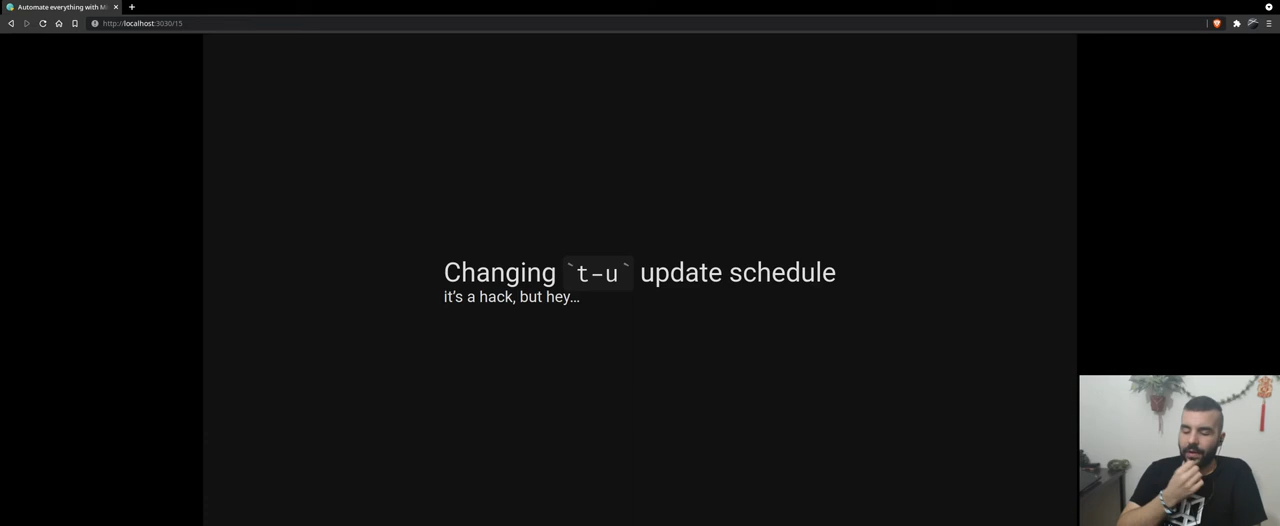 Automate everything with M
http://localhost:3030/15
Changing `t-u` update schedule
it's a hack, but hey…